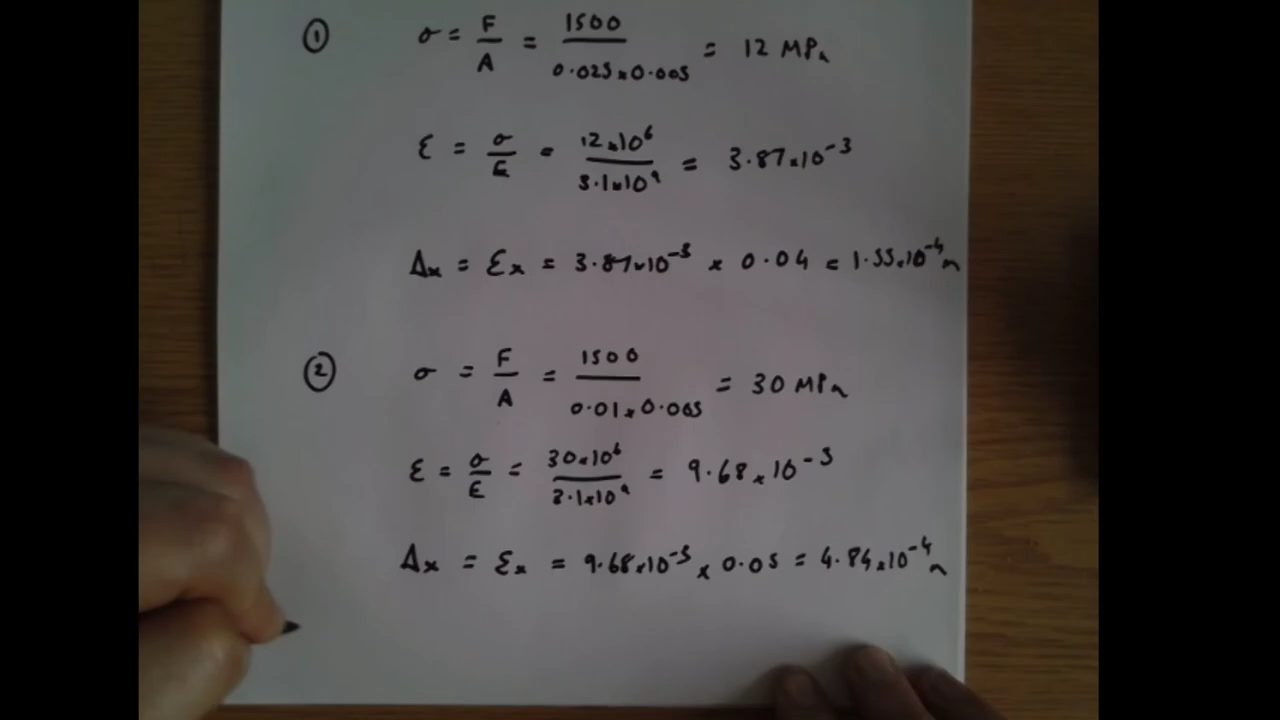 ① σ = F/A = 1500/0.025×0.005 = 12 MPa
ε = σ/E = 12×10⁶/3.1×10⁹ = 3.87×10⁻³
Δx = εx = 3.87×10⁻³ × 0.04 = 1.55×10⁻⁴m
② σ = F/A = 1500/0.01×0.005 = 30 MPa
ε = σ/E = 30×10⁶/3.1×10⁹ = 9.68×10⁻³
Δx = εx = 9.68×10⁻³ × 0.05 = 4.84×10⁻⁴m